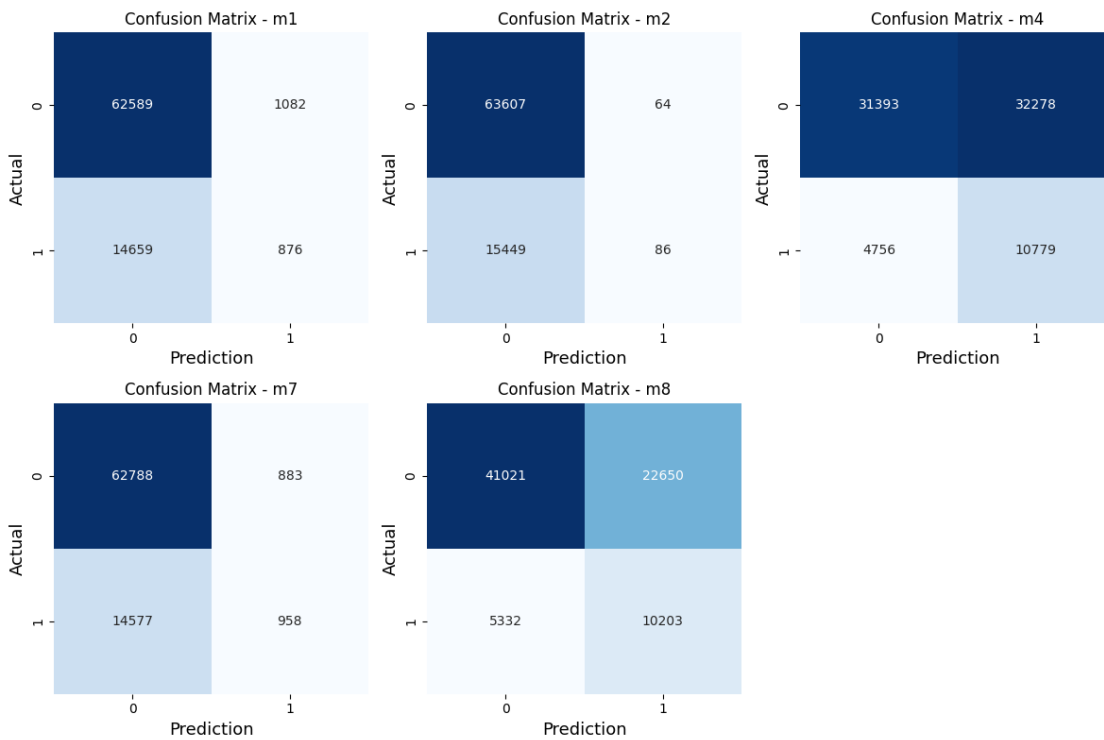 Confusion Matrix - m1
Actual
0
62589 1082
1
14659 876
0 1
Prediction
Confusion Matrix - m2
Actual
0
63607 64
1
15449 86
0 1
Prediction
Confusion Matrix - m4
Actual
0
31393 32278
1
4756 10779
0 1
Prediction
Confusion Matrix - m7
Actual
0
62788 883
1
14577 958
0 1
Prediction
Confusion Matrix - m8
Actual
0
41021 22650
1
5332 10203
0 1
Prediction